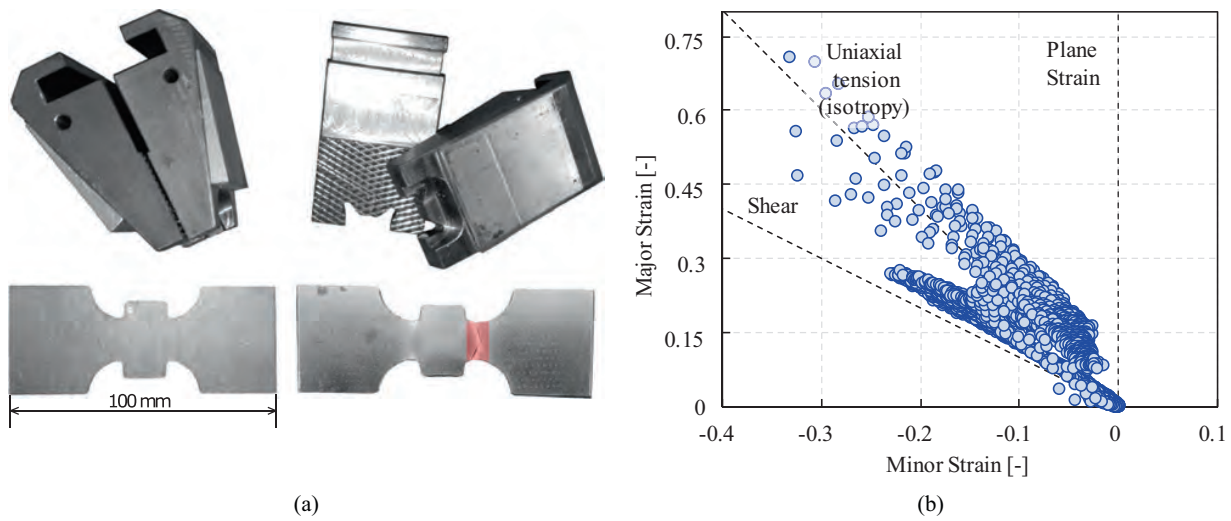 100 mm
(a)
0.75
0.6
0.45
0.3
0.15
0
Major Strain [-]
Uniaxial
tension
(isotropy)
Plane
Strain
Shear
-0.4
-0.3
-0.2
-0.1
0
0.1
Minor Strain [-]
(b)